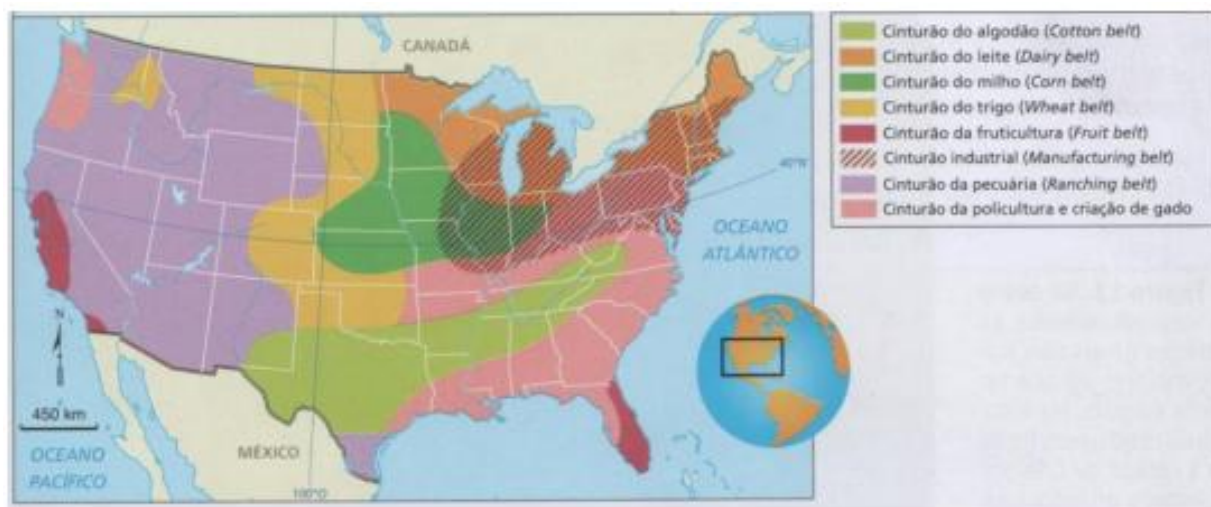 CANADÁ
40°N
OCEANO
ATLÂNTICO
N
450 km
OCEANO
PACÍFICO
MÉXICO
100°O
Cinturão do algodão (Cotton belt)
Cinturão do leite (Dairy belt)
Cinturão do milho (Corn belt)
Cinturão do trigo (Wheat belt)
Cinturão da fruticultura (Fruit belt)
Cinturão industrial (Manufacturing belt)
Cinturão da pecuária (Ranching belt)
Cinturão da policultura e criação de gado